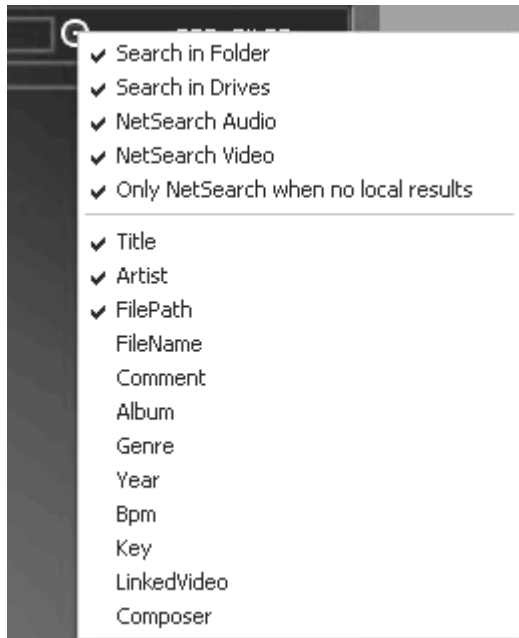 Search in Folder
Search in Drives
NetSearch Audio
NetSearch Video
Only NetSearch when no local results
Title
Artist
FilePath
FileName
Comment
Album
Genre
Year
Bpm
Key
LinkedVideo
Composer